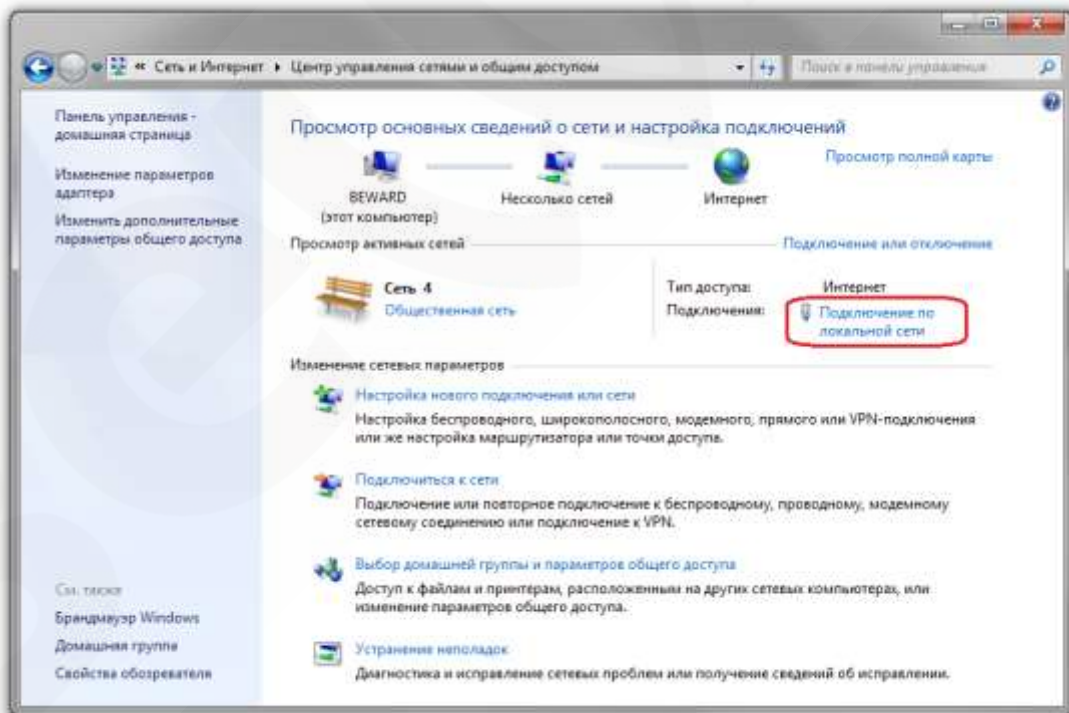 « Сеть и Интернет ▸ Центр управления сетями и общим доступом
Поиск в панели управления
Панель управления -
домашняя страница
Изменение параметров
адаптера
Изменить дополнительные
параметры общего доступа
См. также
Брандмауэр Windows
Домашняя группа
Свойства обозревателя
Просмотр основных сведений о сети и настройка подключений
Просмотр полной карты
BEWARD
(этот компьютер)
Несколько сетей
Интернет
Просмотр активных сетей
Подключение или отключение
Сеть 4
Общественная сеть
Тип доступа: Интернет
Подключения: Подключение по
локальной сети
Изменение сетевых параметров
Настройка нового подключения или сети
Настройка беспроводного, широкополосного, модемного, прямого или VPN-подключения
или же настройка маршрутизатора или точки доступа.
Подключиться к сети
Подключение или повторное подключение к беспроводному, проводному, модемному
сетевому соединению или подключение к VPN.
Выбор домашней группы и параметров общего доступа
Доступ к файлам и принтерам, расположенным на других сетевых компьютерах, или
изменение параметров общего доступа.
Устранение неполадок
Диагностика и исправление сетевых проблем или получение сведений об исправлении.